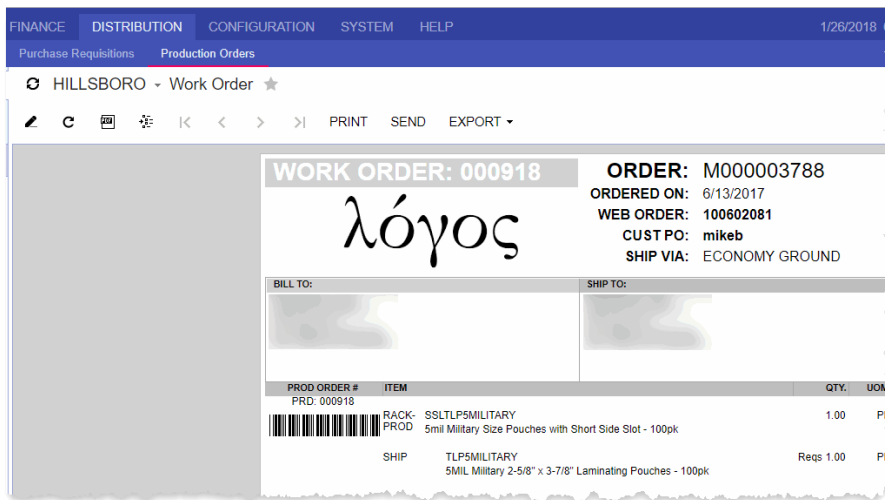 FINANCE DISTRIBUTION CONFIGURATION SYSTEM HELP 1/26/2018
Purchase Requisitions Production Orders
HILLSBORO - Work Order
PRINT SEND EXPORT
WORK ORDER: 000918
λόγος
ORDER: M000003788
ORDERED ON: 6/13/2017
WEB ORDER: 100602081
CUST PO: mikeb
SHIP VIA: ECONOMY GROUND
BILL TO: SHIP TO:
PROD ORDER # ITEM QTY. UOM
PRD: 000918
RACK-PROD SSLTLP5MILITARY 1.00
5mil Military Size Pouches with Short Side Slot - 100pk
SHIP TLP5MILITARY Reqs 1.00
5MIL Military 2-5/8" x 3-7/8" Laminating Pouches - 100pk